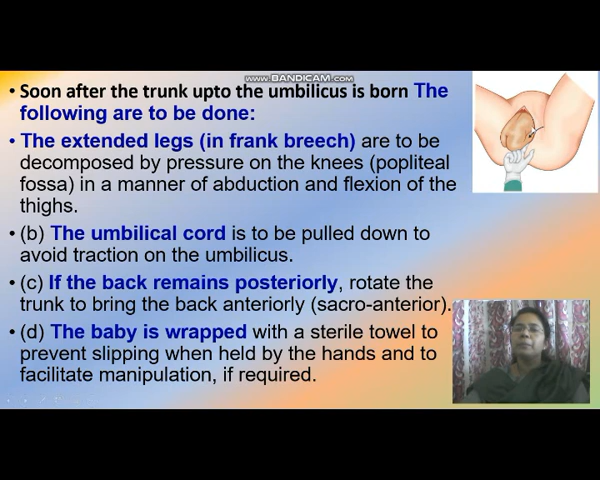 WWW.BANDICAM.COM
• Soon after the trunk upto the umbilicus is born The
following are to be done:
• The extended legs (in frank breech) are to be
decomposed by pressure on the knees (popliteal
fossa) in a manner of abduction and flexion of the
thighs.
• (b) The umbilical cord is to be pulled down to
avoid traction on the umbilicus.
• (c) If the back remains posteriorly, rotate the
trunk to bring the back anteriorly (sacro-anterior).
• (d) The baby is wrapped with a sterile towel to
prevent slipping when held by the hands and to
facilitate manipulation, if required.